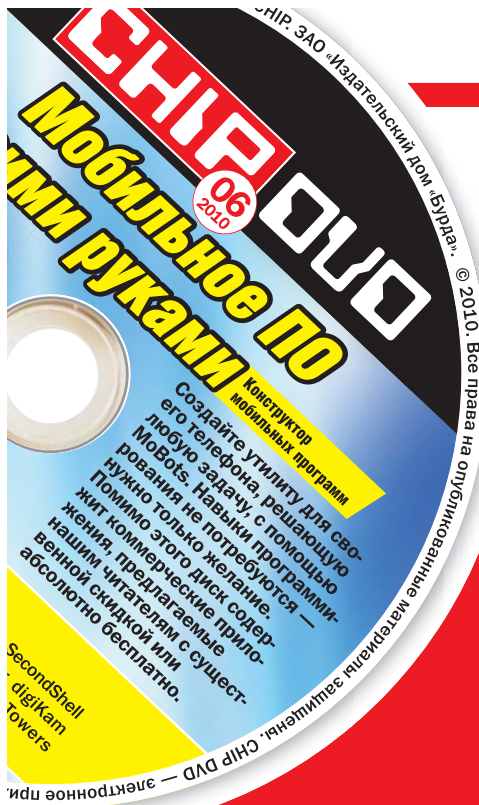 CHIP. ЗАО «Издательский дом «Бурда». © 2010. Все права на опубликованные материалы защищены. CHIP DVD — электронное
CHIP
DVD
06
2010
Мобильное ПО
руками
Конструктор
мобильных программ
Создайте утилиту для сво-
его телефона, решающую
любую задачу, с помощью
MoBots. Навыки программи-
рования не потребуются —
нужно только желание.
Помимо этого диск содер-
жит коммерческие прило-
жения, предлагаемые
нашим читателям с сущест-
венной скидкой или
абсолютно бесплатно.
SecondShell
digiKam
Towers